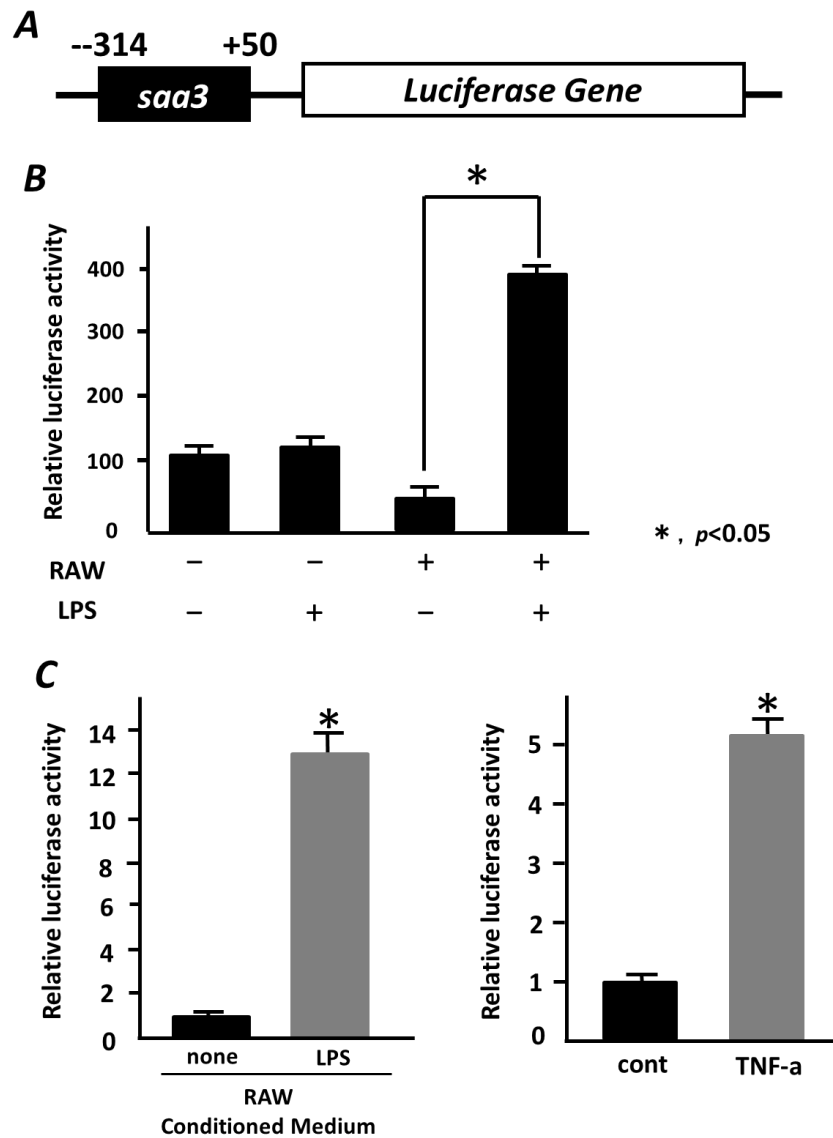 A
--314 +50
saa3 Luciferase Gene
B
*
Relative luciferase activity
400
300
200
100
0
*, p<0.05
RAW − − + +
LPS − + − +
C
Relative luciferase activity
14
12
10
8
6
4
2
0
*
none LPS
RAW
Conditioned Medium
Relative luciferase activity
5
4
3
2
1
0
*
cont TNF-a